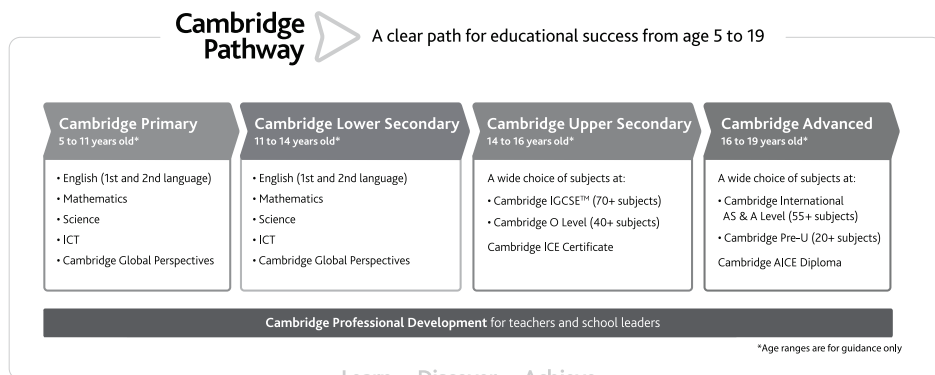 Cambridge
Pathway
A clear path for educational success from age 5 to 19
Cambridge Primary
5 to 11 years old*
• English (1st and 2nd language)
• Mathematics
• Science
• ICT
• Cambridge Global Perspectives
Cambridge Lower Secondary
11 to 14 years old*
• English (1st and 2nd language)
• Mathematics
• Science
• ICT
• Cambridge Global Perspectives
Cambridge Upper Secondary
14 to 16 years old*
A wide choice of subjects at:
• Cambridge IGCSE™ (70+ subjects)
• Cambridge O Level (40+ subjects)
Cambridge ICE Certificate
Cambridge Advanced
16 to 19 years old*
A wide choice of subjects at:
• Cambridge International
AS & A Level (55+ subjects)
• Cambridge Pre-U (20+ subjects)
Cambridge AICE Diploma
Cambridge Professional Development for teachers and school leaders
*Age ranges are for guidance only